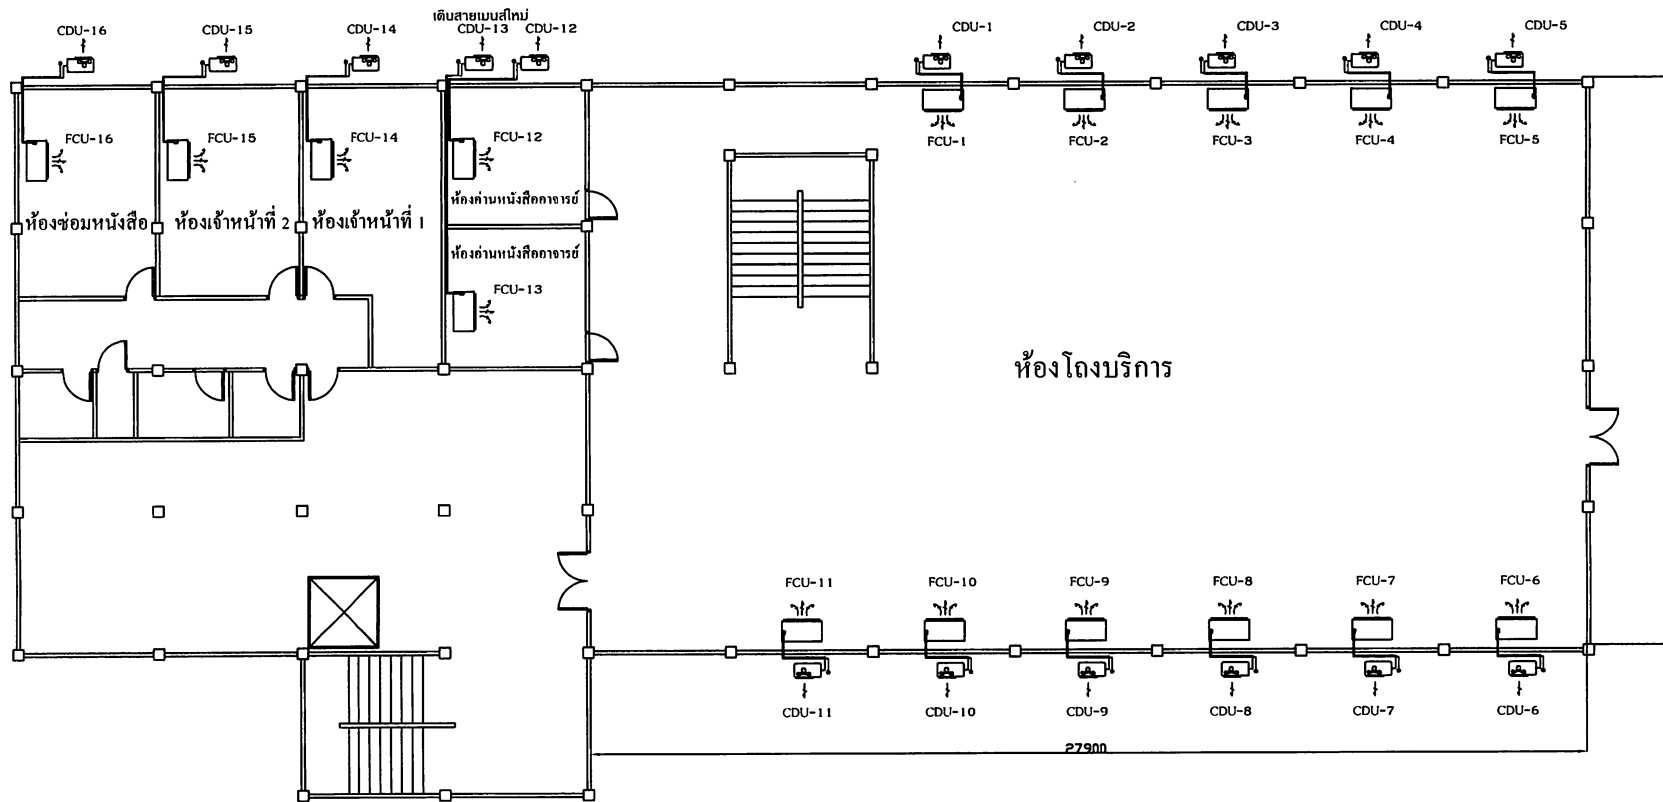 เดินสายเมนส์ใหม่
CDU-16
CDU-15
CDU-14
CDU-13
CDU-12
CDU-1
CDU-2
CDU-3
CDU-4
CDU-5
FCU-16
FCU-15
FCU-14
FCU-12
FCU-1
FCU-2
FCU-3
FCU-4
FCU-5
ห้องอ่านหนังสืออาจารย์
ห้องซ่อมหนังสือ
ห้องเจ้าหน้าที่ 2
ห้องเจ้าหน้าที่ 1
ห้องอ่านหนังสืออาจารย์
FCU-13
ห้องโถงบริการ
FCU-11
FCU-10
FCU-9
FCU-8
FCU-7
FCU-6
CDU-11
CDU-10
CDU-9
CDU-8
CDU-7
CDU-6
27900